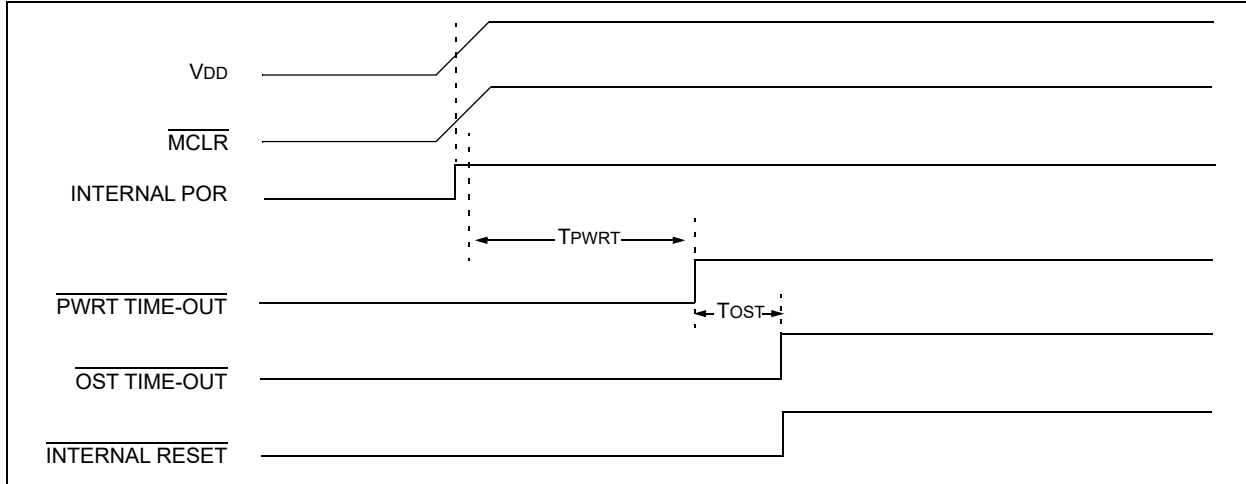 VDD
MCLR
INTERNAL POR
TPWRT
PWRT TIME-OUT
TOST
OST TIME-OUT
INTERNAL RESET